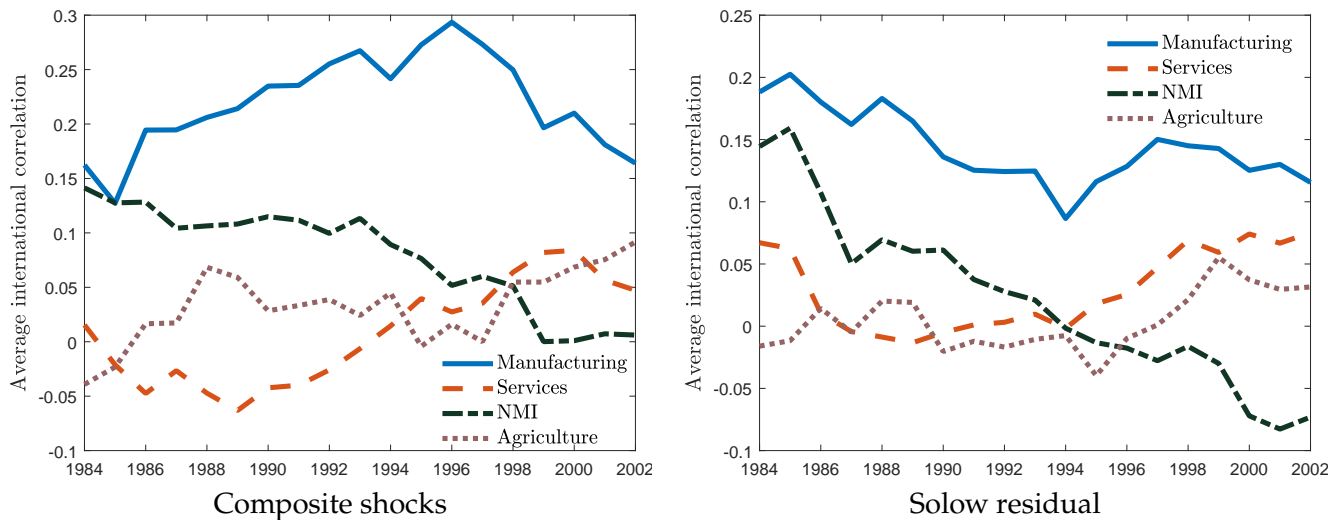 Average international correlation
0.3
0.25
0.2
0.15
0.1
0.05
0
-0.05
-0.1
Manufacturing
Services
NMI
Agriculture
1984 1986 1988 1990 1992 1994 1996 1998 2000 2002
Composite shocks
Average international correlation
0.25
0.2
0.15
0.1
0.05
0
-0.05
-0.1
Manufacturing
Services
NMI
Agriculture
1984 1986 1988 1990 1992 1994 1996 1998 2000 2002
Solow residual